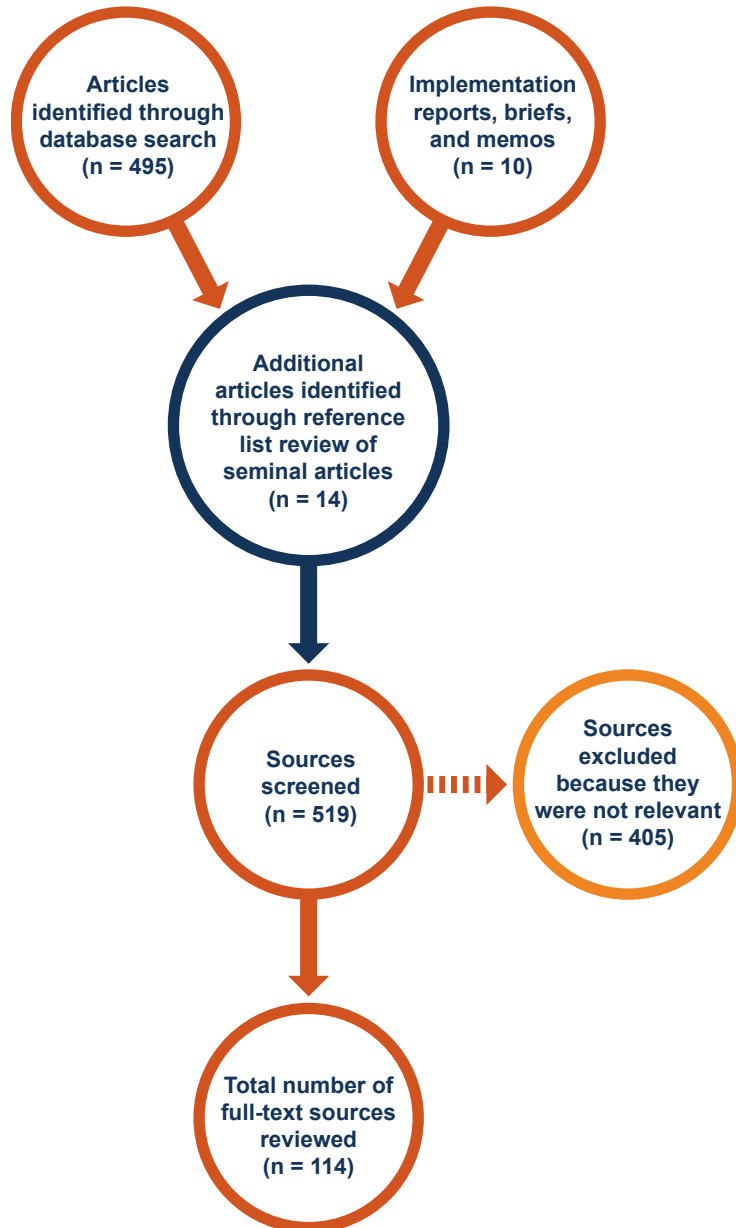 Articles
identified through
database search
(n = 495)
Implementation
reports, briefs,
and memos
(n = 10)
Additional
articles identified
through reference
list review of
seminal articles
(n = 14)
Sources
screened
(n = 519)
Sources
excluded
because they
were not relevant
(n = 405)
Total number of
full-text sources
reviewed
(n = 114)